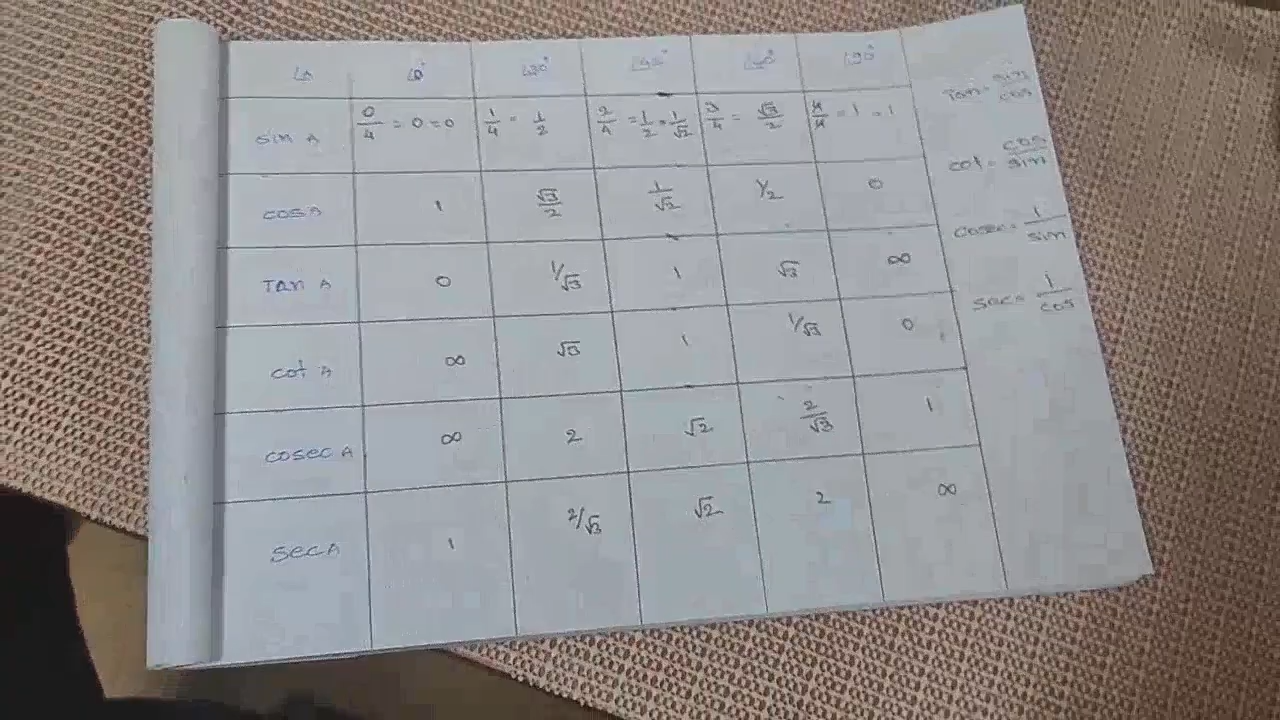 ∠A ∠0° ∠30° ∠45° ∠60° ∠90°
sin A 0/4 = 0 = 0 1/4 = 1/2 2/4 = 1/2 = 1/√2 3/4 = √3/2 4/4 = 1 = 1
cos A 1 √3/2 1/√2 1/2 0
Tan A 0 1/√3 1 √3 ∞
cot A ∞ √3 1 1/√3 0
cosec A ∞ 2 √2 2/√3 1
sec A 1 2/√3 √2 2 ∞
Tan = sin/cos
cot = cos/sin
cosec = 1/sin
sec = 1/cos